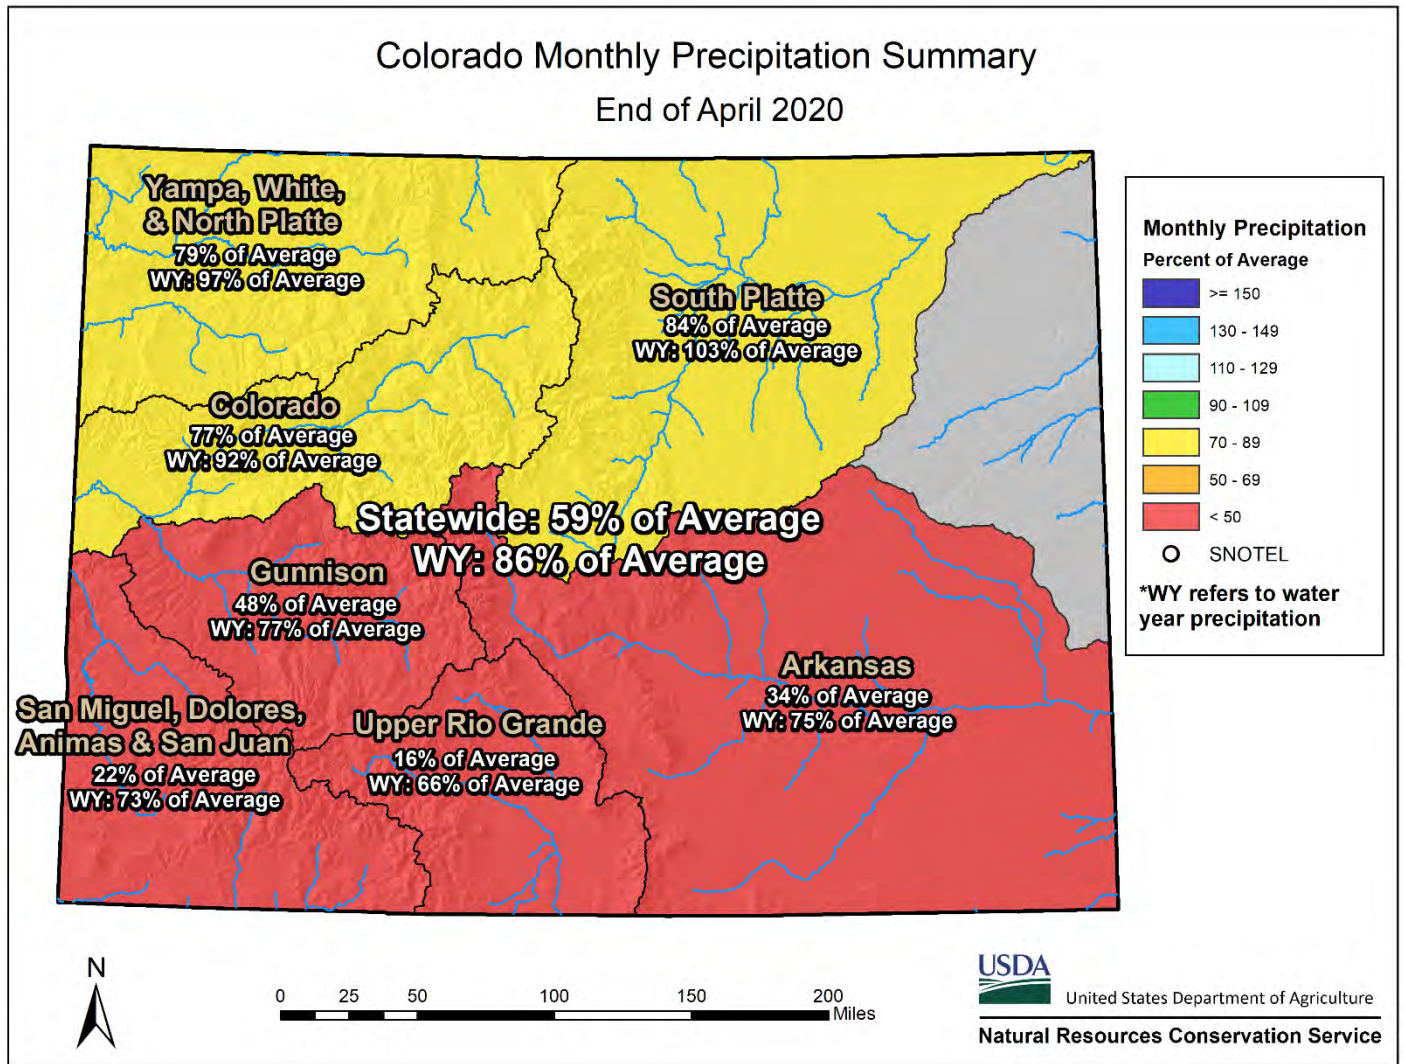 Colorado Monthly Precipitation Summary
End of April 2020
Yampa, White,
& North Platte
79% of Average
WY: 97% of Average
South Platte
84% of Average
WY: 103% of Average
Colorado
77% of Average
WY: 92% of Average
Statewide: 59% of Average
WY: 86% of Average
Gunnison
48% of Average
WY: 77% of Average
Arkansas
34% of Average
WY: 75% of Average
San Miguel, Dolores,
Animas & San Juan
22% of Average
WY: 73% of Average
Upper Rio Grande
16% of Average
WY: 66% of Average
Monthly Precipitation
Percent of Average
>= 150
130 - 149
110 - 129
90 - 109
70 - 89
50 - 69
< 50
SNOTEL
*WY refers to water
year precipitation
N
0 25 50 100 150 200
Miles
USDA
United States Department of Agriculture
Natural Resources Conservation Service